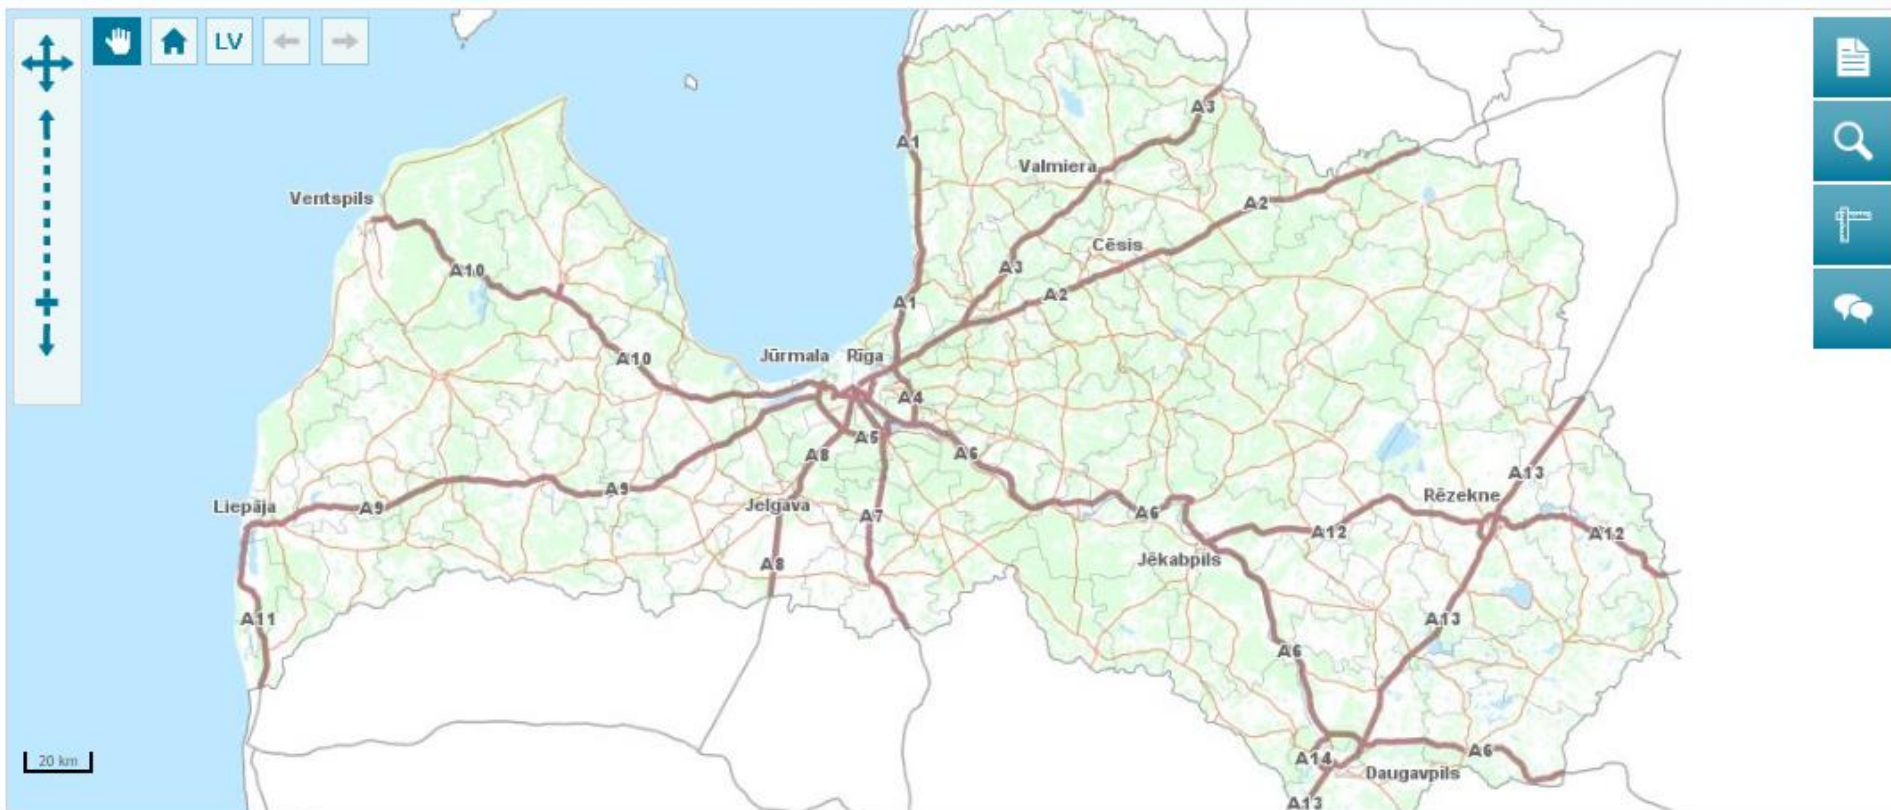 LV
A3
A1
Valmiera
Ventspils
A2
Cēsis
A10
A3
A2
A1
Jūrmala
Rīga
A10
A4
A5
A8
A6
A13
A9
Rēzekne
Liepāja
A9
Jelgava
A7
A6
A12
A12
Jēkabpils
A8
A11
A13
A6
A6
20 km
A14
Daugavpils
A13